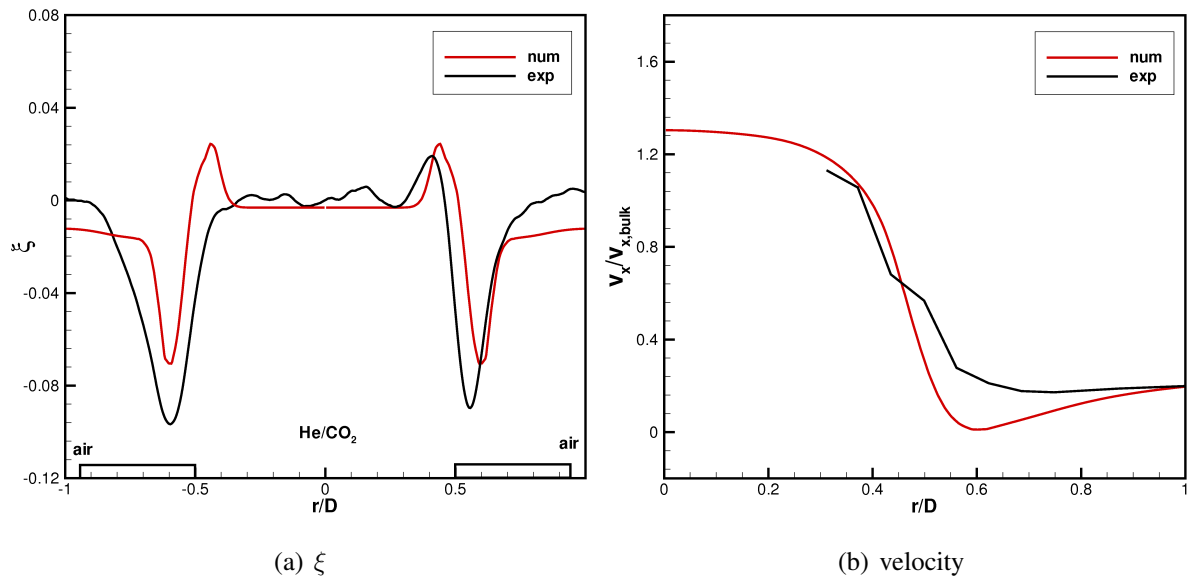 0.08
0.04
0
-0.04
-0.08
-0.12
ξ
num
exp
He/CO2
air
air
-1
-0.5
0
0.5
r/D
(a) ξ
1.6
1.2
0.8
0.4
0
vx/vx,bulk
num
exp
0
0.2
0.4
0.6
0.8
1
r/D
(b) velocity